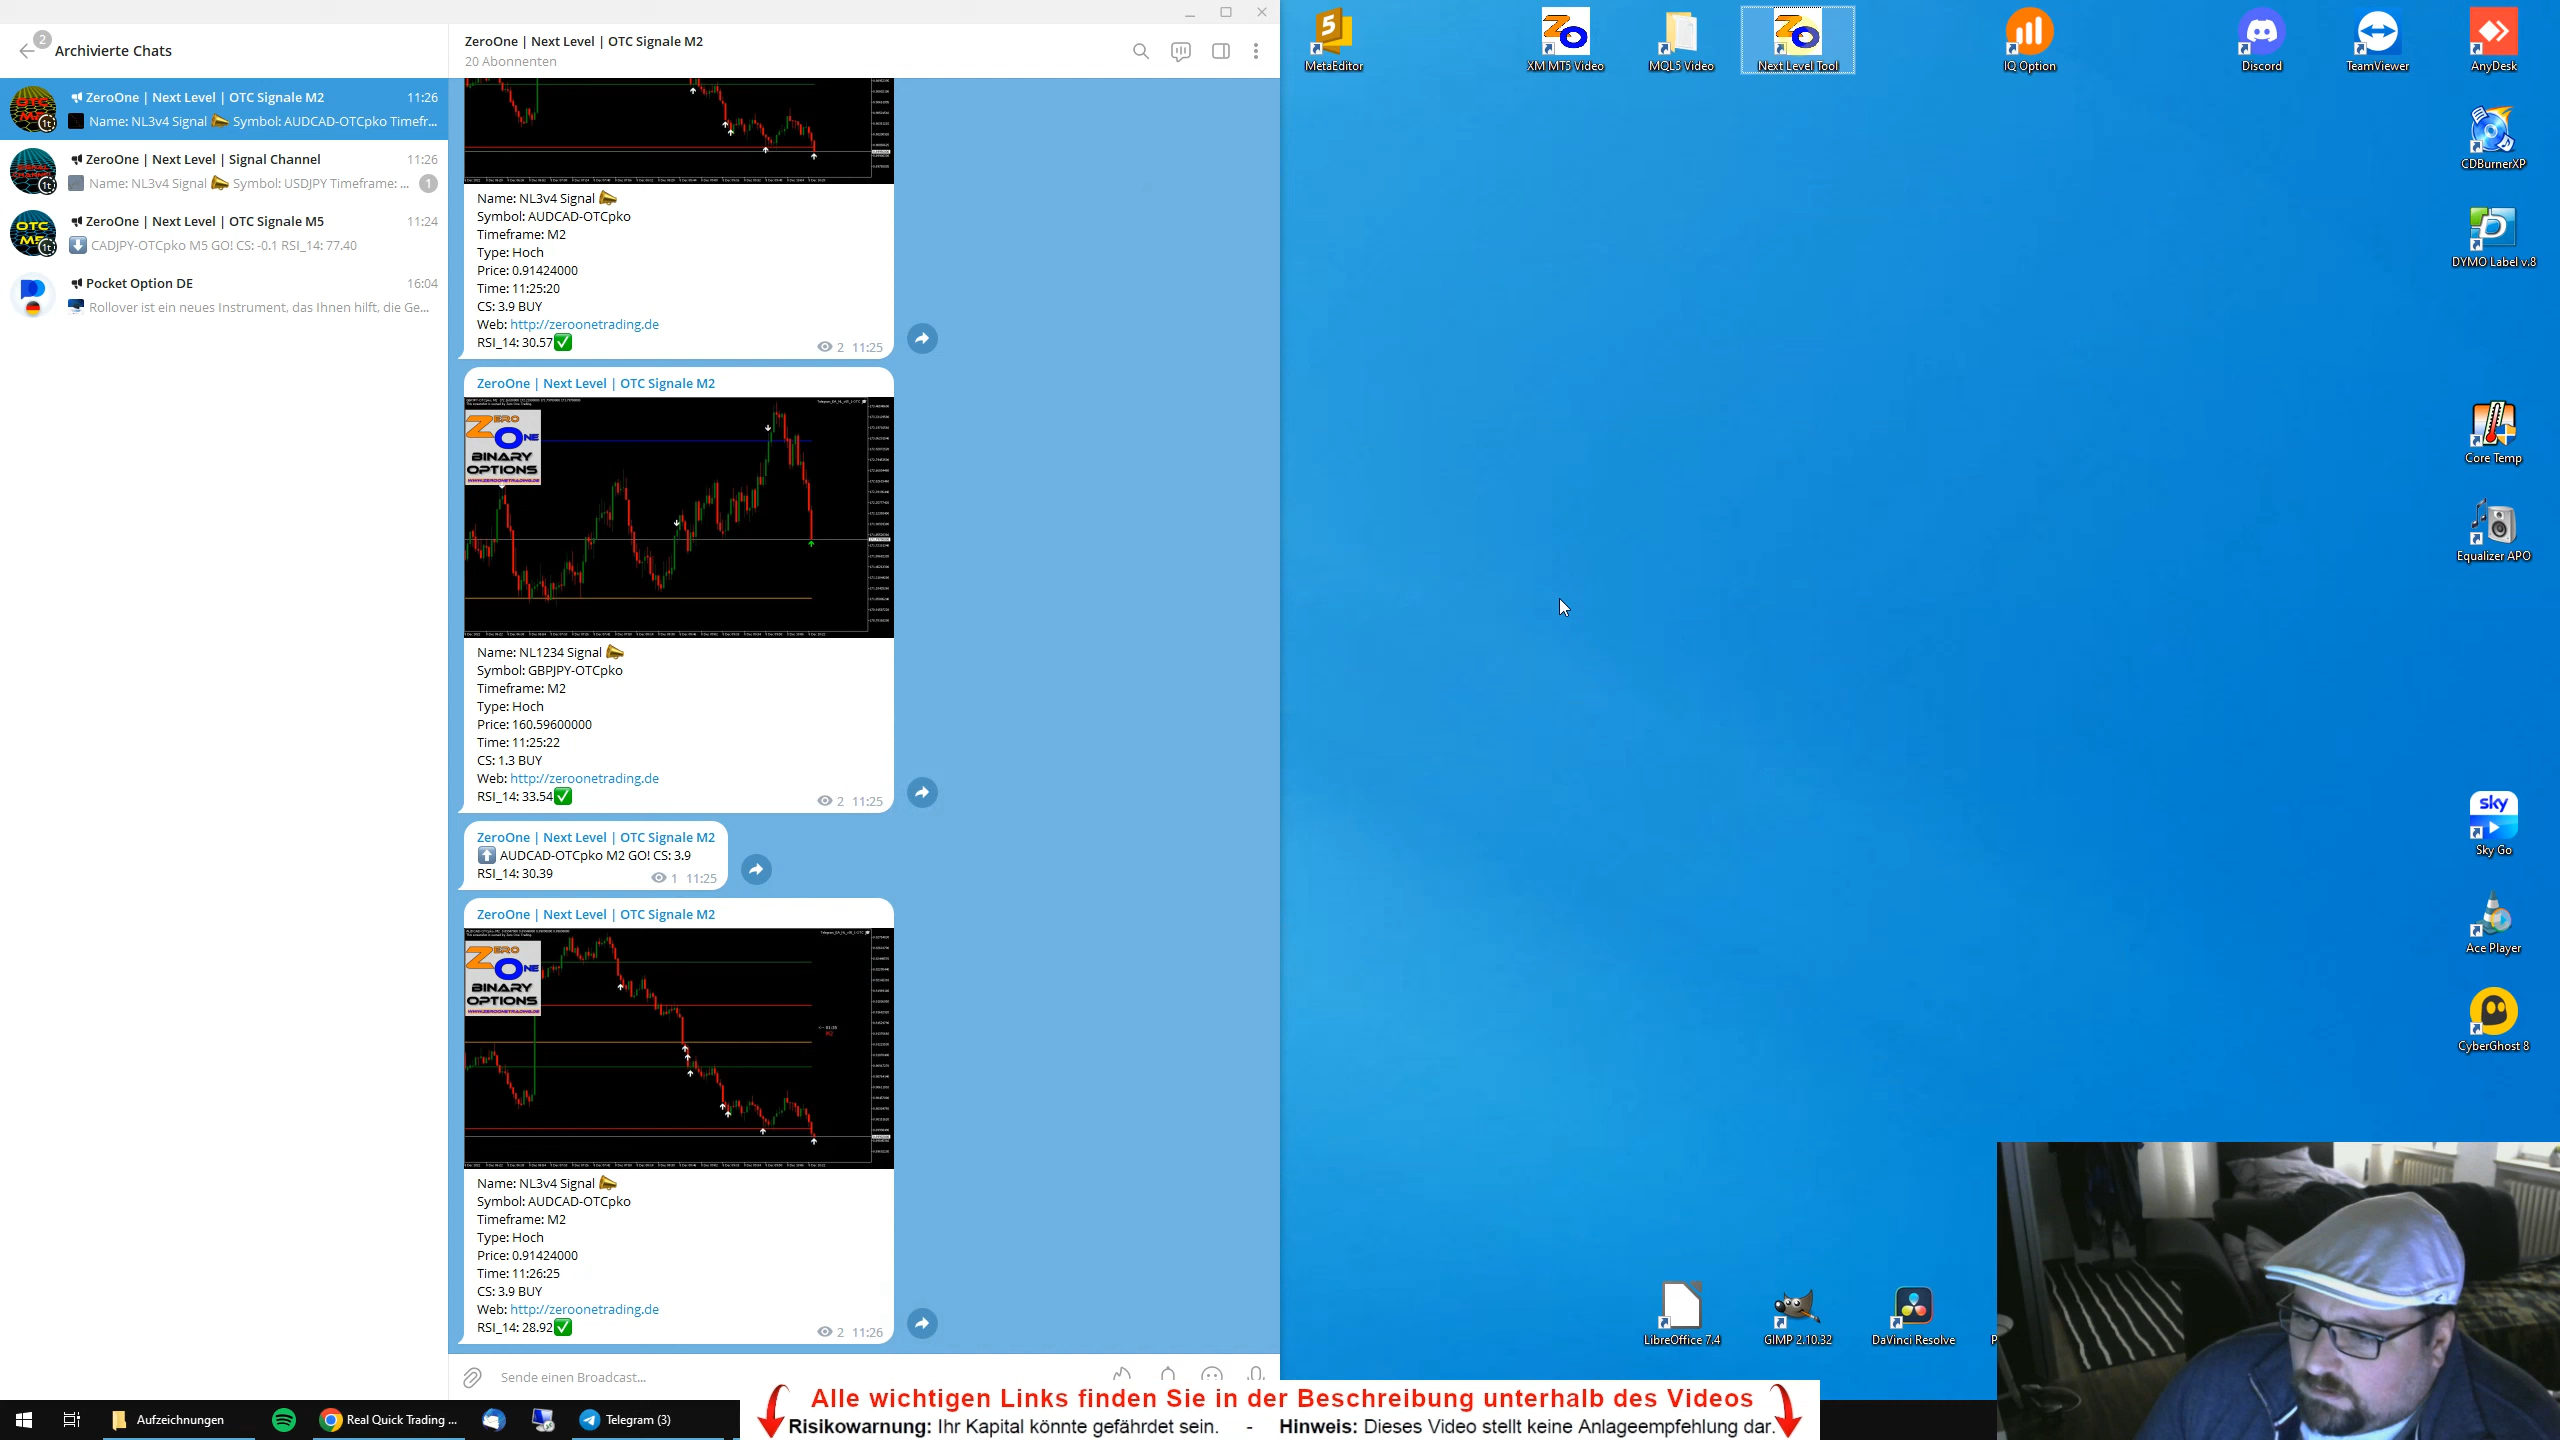 2
Archivierte Chats
ZeroOne | Next Level | OTC Signale M2
11:26
Name: NL3v4 Signal Symbol: AUDCAD-OTCpko Timefr...
ZeroOne | Next Level | Signal Channel
11:26
Name: NL3v4 Signal Symbol: USDJPY Timeframe: ...
1
ZeroOne | Next Level | OTC Signale M5
11:24
CADJPY-OTCpko M5 GO! CS: -0.1 RSI_14: 77.40
Pocket Option DE
16:04
Rollover ist ein neues Instrument, das Ihnen hilft, die Ge...
ZeroOne | Next Level | OTC Signale M2
20 Abonnenten
Name: NL3v4 Signal
Symbol: AUDCAD-OTCpko
Timeframe: M2
Type: Hoch
Price: 0.91424000
Time: 11:25:20
CS: 3.9 BUY
Web: http://zeroonetrading.de
RSI_14: 30.57
2 11:25
ZeroOne | Next Level | OTC Signale M2
ZERO
ONE
BINARY
OPTIONS
WWW.ZEROONETRADING.DE
Name: NL1234 Signal
Symbol: GBPJPY-OTCpko
Timeframe: M2
Type: Hoch
Price: 160.59600000
Time: 11:25:22
CS: 1.3 BUY
Web: http://zeroonetrading.de
RSI_14: 33.54
2 11:25
ZeroOne | Next Level | OTC Signale M2
AUDCAD-OTCpko M2 GO! CS: 3.9
RSI_14: 30.39
1 11:25
ZeroOne | Next Level | OTC Signale M2
ZERO
ONE
BINARY
OPTIONS
WWW.ZEROONETRADING.DE
Name: NL3v4 Signal
Symbol: AUDCAD-OTCpko
Timeframe: M2
Type: Hoch
Price: 0.91424000
Time: 11:26:25
CS: 3.9 BUY
Web: http://zeroonetrading.de
RSI_14: 28.92
2 11:26
Sende einen Broadcast...
MetaEditor
XM MT5 Video
MQL5 Video
Next Level Tool
IQ Option
Discord
TeamViewer
AnyDesk
CDBurnerXP
DYMO Label v.8
Core Temp
Equalizer APO
sky
Sky Go
Ace Player
CyberGhost 8
LibreOffice 7.4
GIMP 2.10.32
DaVinci Resolve
Aufzeichnungen
Real Quick Trading ...
Telegram (3)
Alle wichtigen Links finden Sie in der Beschreibung unterhalb des Videos
Risikowarnung: Ihr Kapital könnte gefährdet sein. - Hinweis: Dieses Video stellt keine Anlageempfehlung dar.